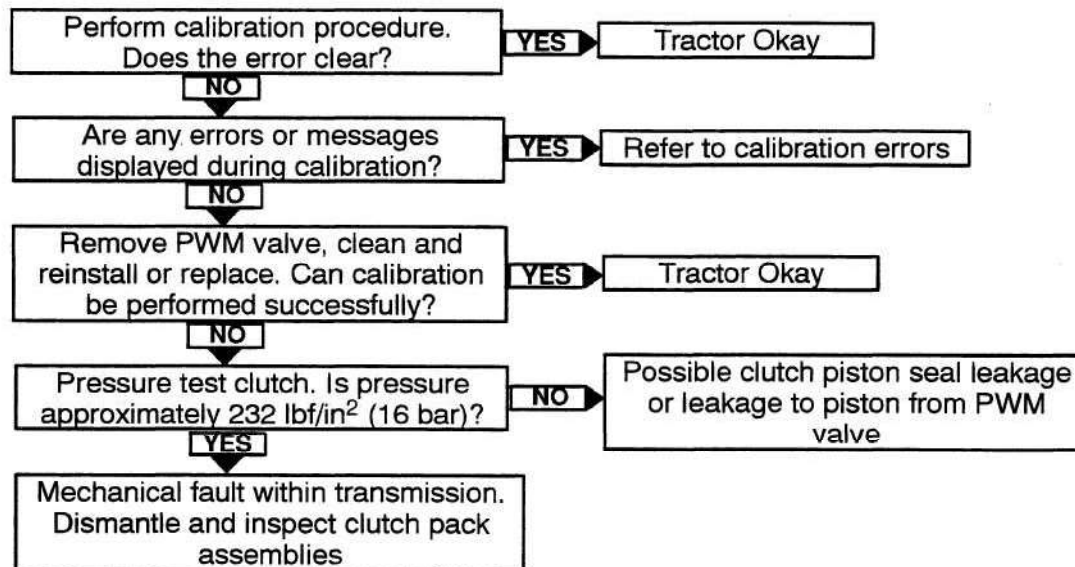 Perform calibration procedure.
Does the error clear?
YES
Tractor Okay
NO
Are any errors or messages
displayed during calibration?
YES
Refer to calibration errors
NO
Remove PWM valve, clean and
reinstall or replace. Can calibration
be performed successfully?
YES
Tractor Okay
NO
Pressure test clutch. Is pressure
approximately 232 lbf/in² (16 bar)?
NO
Possible clutch piston seal leakage
or leakage to piston from PWM
valve
YES
Mechanical fault within transmission.
Dismantle and inspect clutch pack
assemblies